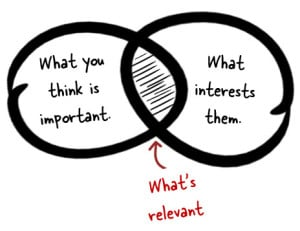 What you
think is
important.
What
interests
them.
What's
relevant